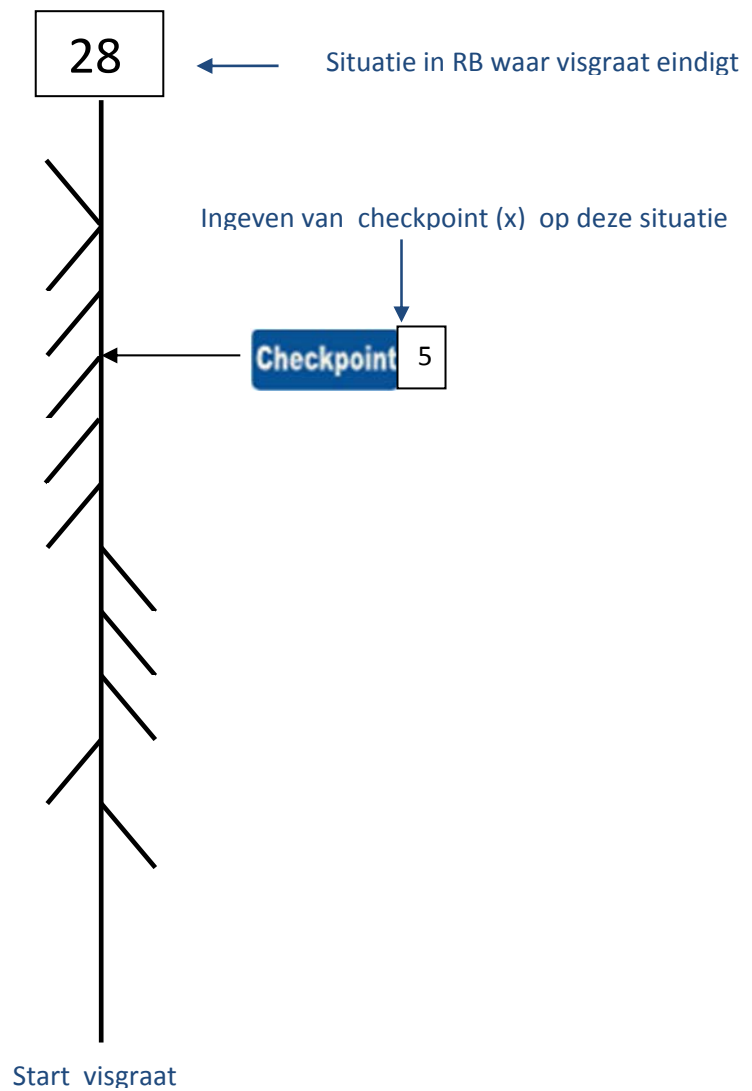 28
Situatie in RB waar visgraat eindigt
Ingeven van checkpoint (x) op deze situatie
Checkpoint 5
Start visgraat